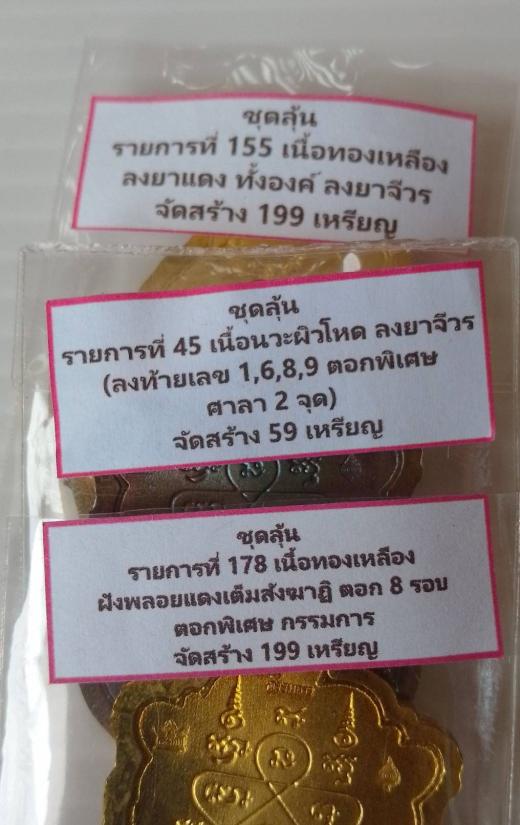 ชุดลุ้น
รายการที่ 155 เนื้อทองเหลือง
ลงยาแดง ทั้งองค์ ลงยาจีวร
จัดสร้าง 199 เหรียญ
ชุดลุ้น
รายการที่ 45 เนื้อนวะผิวโหด ลงยาจีวร
(ลงท้ายเลข 1,6,8,9 ตอกพิเศษ
ศาลา 2 จุด)
จัดสร้าง 59 เหรียญ
ชุดลุ้น
รายการที่ 178 เนื้อทองเหลือง
ฝังพลอยแดงเต็มสังฆาฏิ ตอก 8 รอบ
ตอกพิเศษ กรรมการ
จัดสร้าง 199 เหรียญ